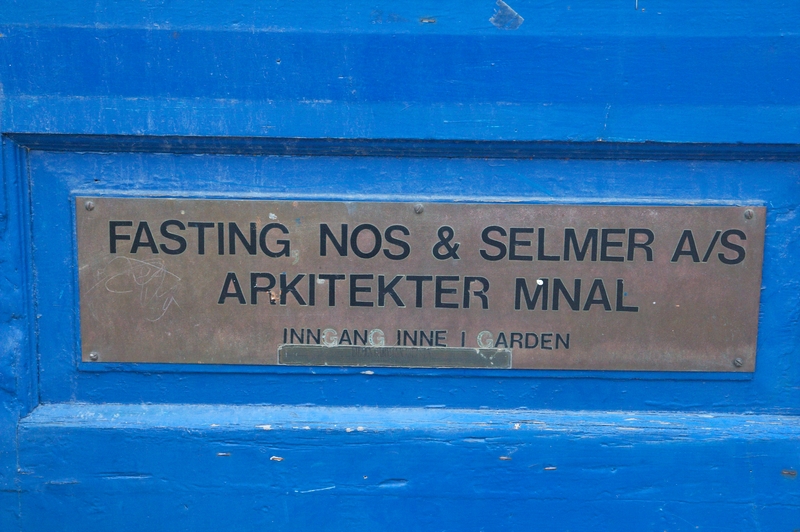 FASTING NOS & SELMER A/S
ARKITEKTER MNAL
INNGANG INNE I GARDEN